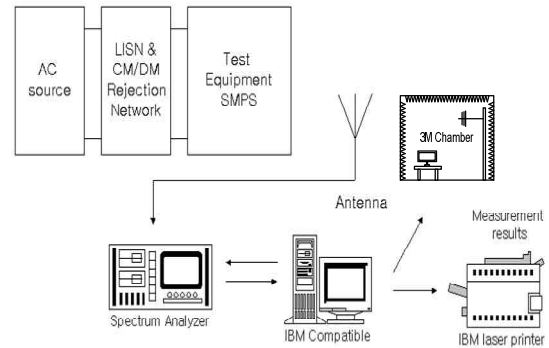 AC
source
LISN &
CM/DM
Rejection
Network
Test
Equipment
SMPS
3M Chamber
Antenna
Measurement
results
Spectrum Analyzer
IBM Compatible
IBM laser printer